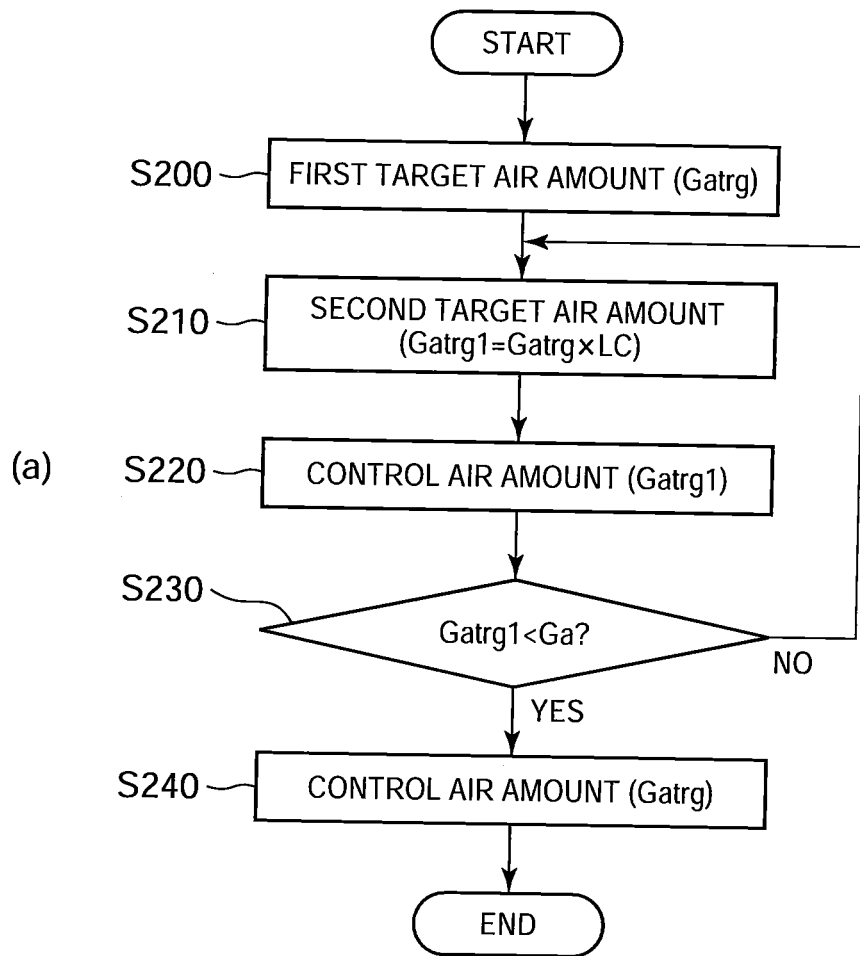 START
S200
FIRST TARGET AIR AMOUNT (Gatrg)
S210
SECOND TARGET AIR AMOUNT
(Gatrg1=Gatrg×LC)
(a)
S220
CONTROL AIR AMOUNT (Gatrg1)
S230
Gatrg1<Ga?
NO
YES
S240
CONTROL AIR AMOUNT (Gatrg)
END